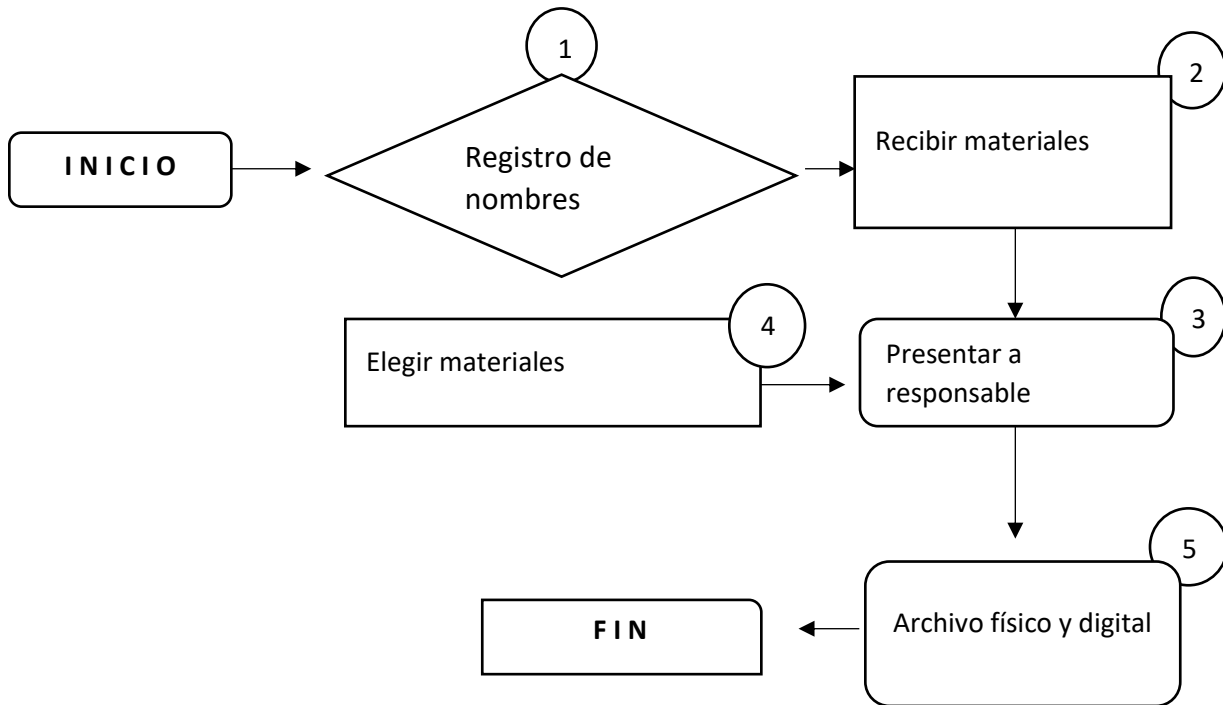 1
2
I N I C I O
Registro de
nombres
Recibir materiales
4
3
Elegir materiales
Presentar a
responsable
5
F I N
Archivo físico y digital